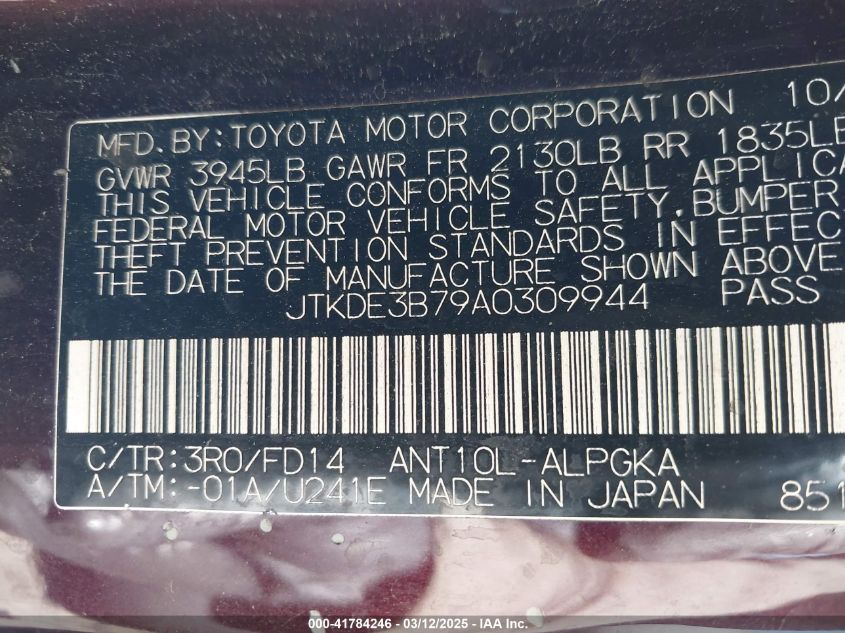 MFD. BY: TOYOTA MOTOR CORPORATION 10/
GVWR 3945LB GAWR FR 2130LB RR 1835LB
THIS VEHICLE CONFORMS TO ALL APPLICA
FEDERAL MOTOR VEHICLE SAFETY, BUMPER,
THEFT PREVENTION STANDARDS IN EFFEC
THE DATE OF MANUFACTURE SHOWN ABOVE
JTKDE3B79A0309944 PASS
C/TR:3R0/FD14 ANT10L-ALPGKA
A/TM:-01A/U241E MADE IN JAPAN 851
000-41784246 - 03/12/2025 - IAA Inc.